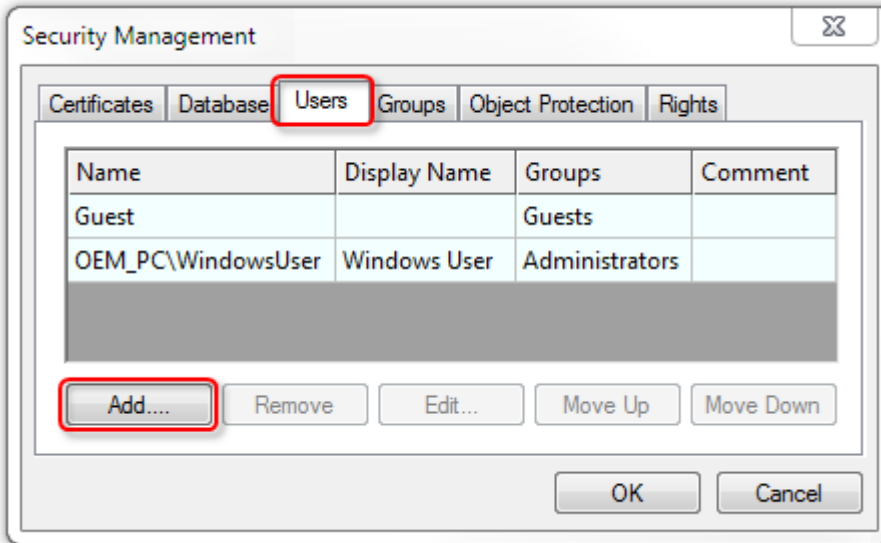 Security Management
Certificates Database Users Groups Object Protection Rights
Name Display Name Groups Comment
Guest Guests
OEM_PC\WindowsUser Windows User Administrators
Add.... Remove Edit... Move Up Move Down
OK Cancel